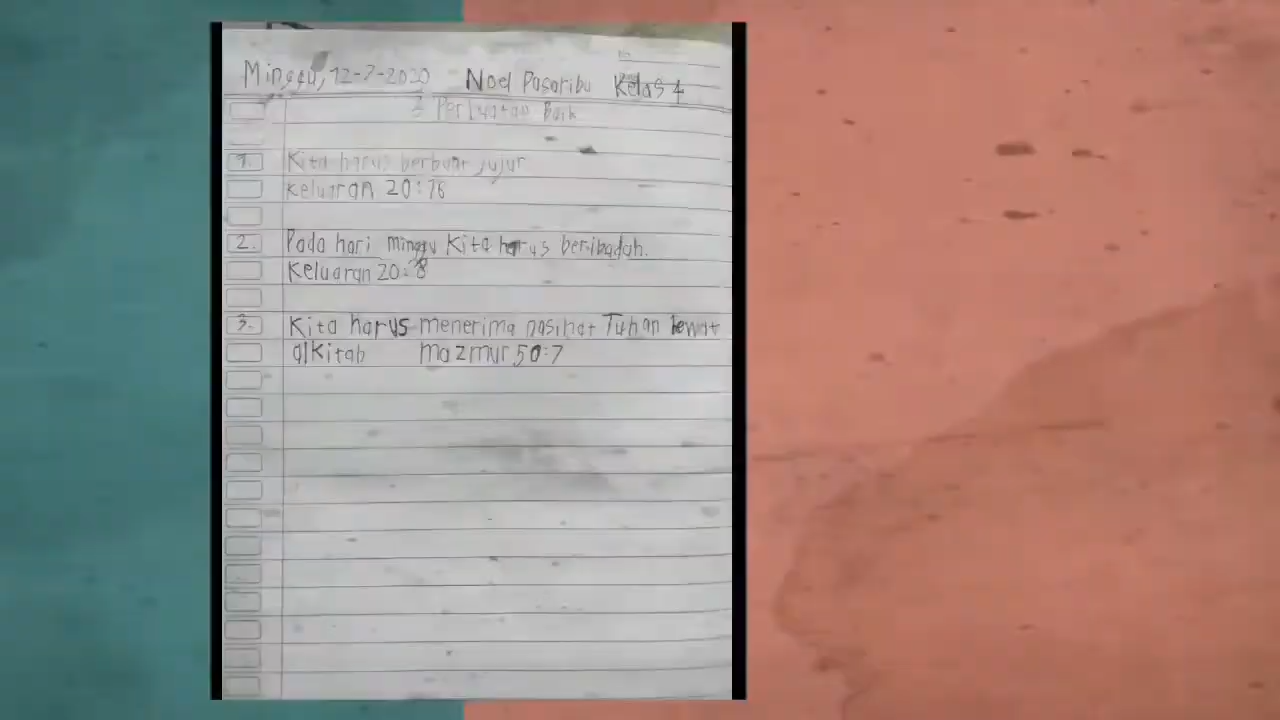 No
Minggu, 12-7-2020 Noel Pasaribu Kelas 4
3 Perbuatan Baik
1. Kita harus berbuat jujur
Keluaran 20:16
2. Pada hari minggu Kita harus beribadah.
Keluaran 20:8
3. Kita harus menerima nasihat Tuhan lewat
alkitab mazmur 50:7